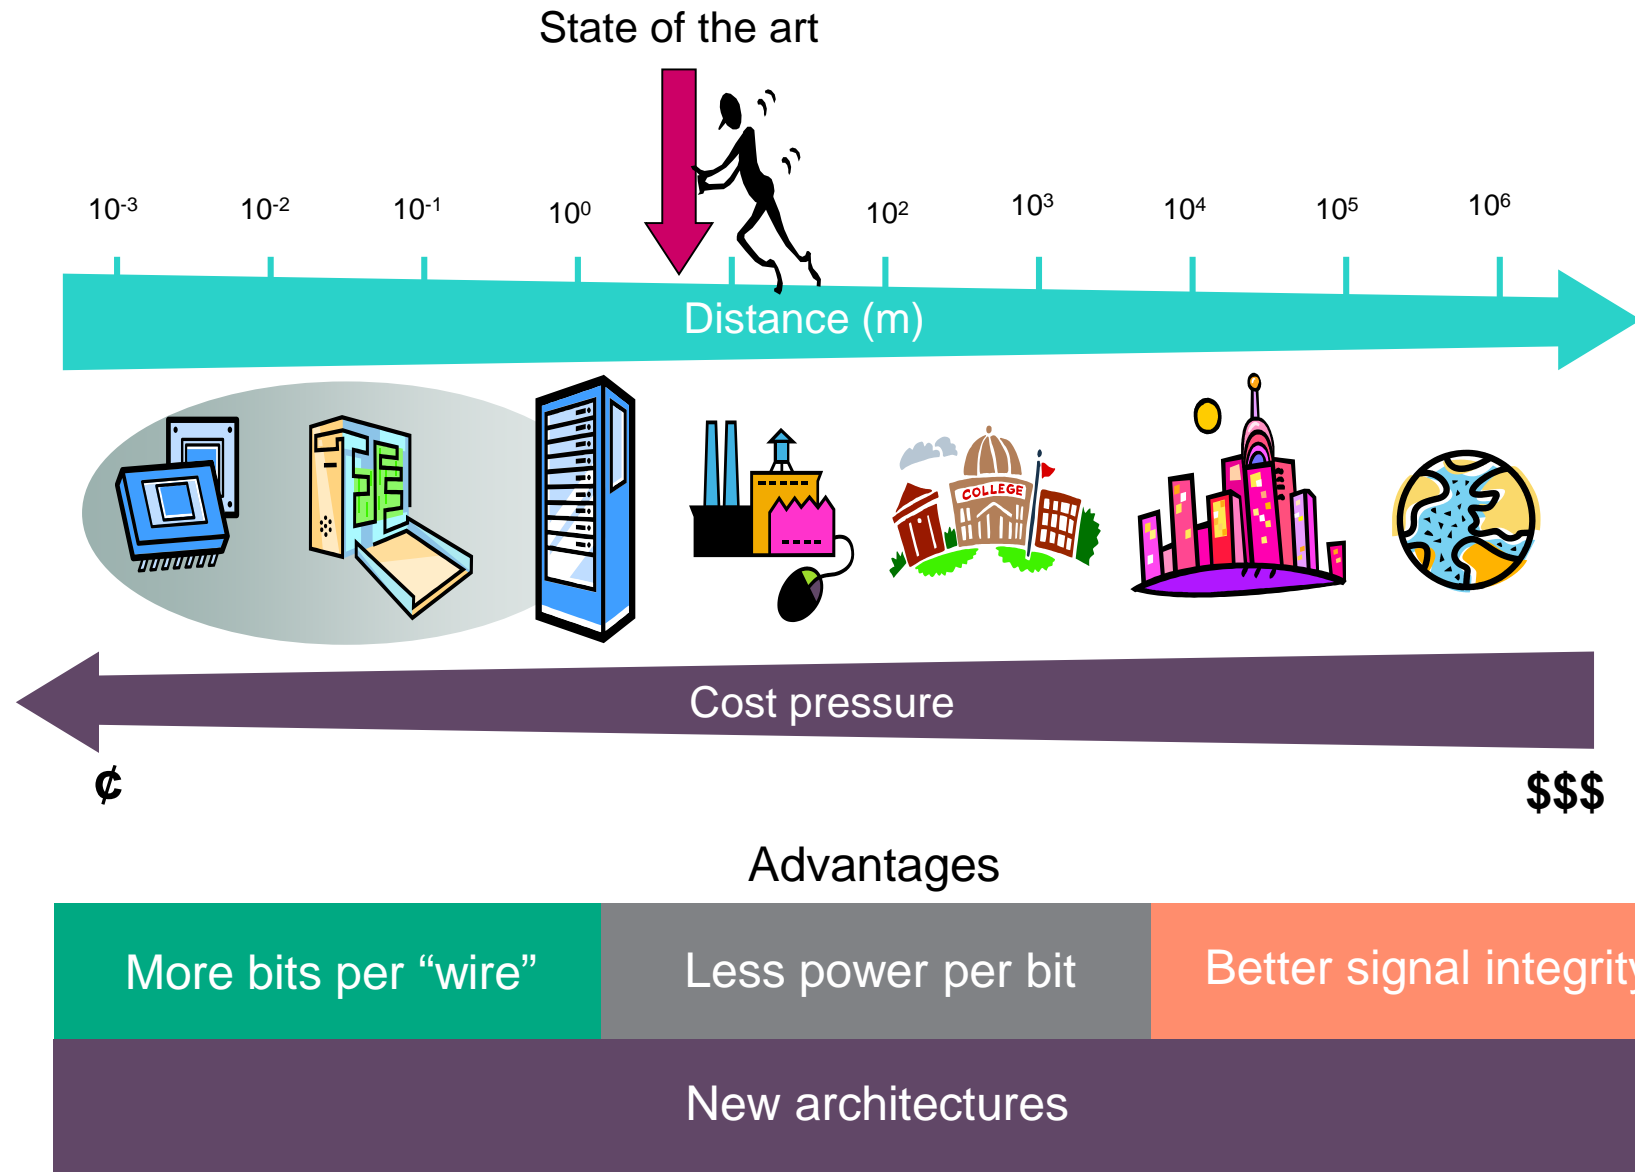 State of the art
10-3 10-2 10-1 100 102 103 104 105 106
Distance (m)
COLLEGE
Cost pressure
¢ $$$
Advantages
More bits per “wire” Less power per bit Better signal integrity
New architectures